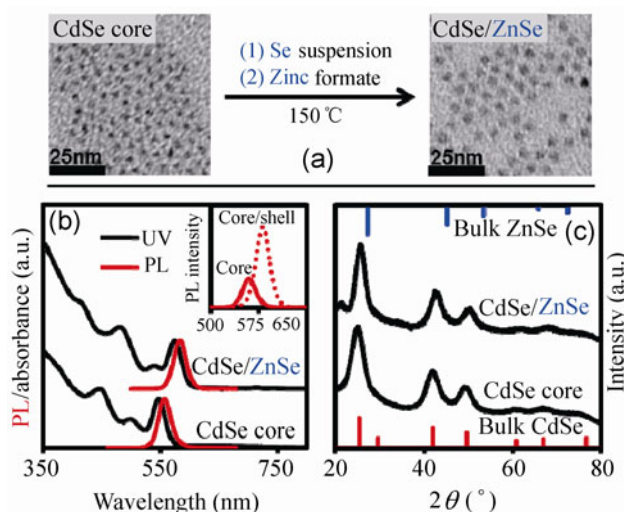 CdSe core
(1) Se suspension
(2) Zinc formate
150 ℃
CdSe/ZnSe
25nm
25nm
(a)
(b)
UV
PL
Core/shell
Core
PL intensity
500 575 650
CdSe/ZnSe
CdSe core
PL/absorbance (a.u.)
350 550 750
Wavelength (nm)
Bulk ZnSe
(c)
CdSe/ZnSe
CdSe core
Bulk CdSe
Intensity (a.u.)
20 40 60 80
2θ (°)